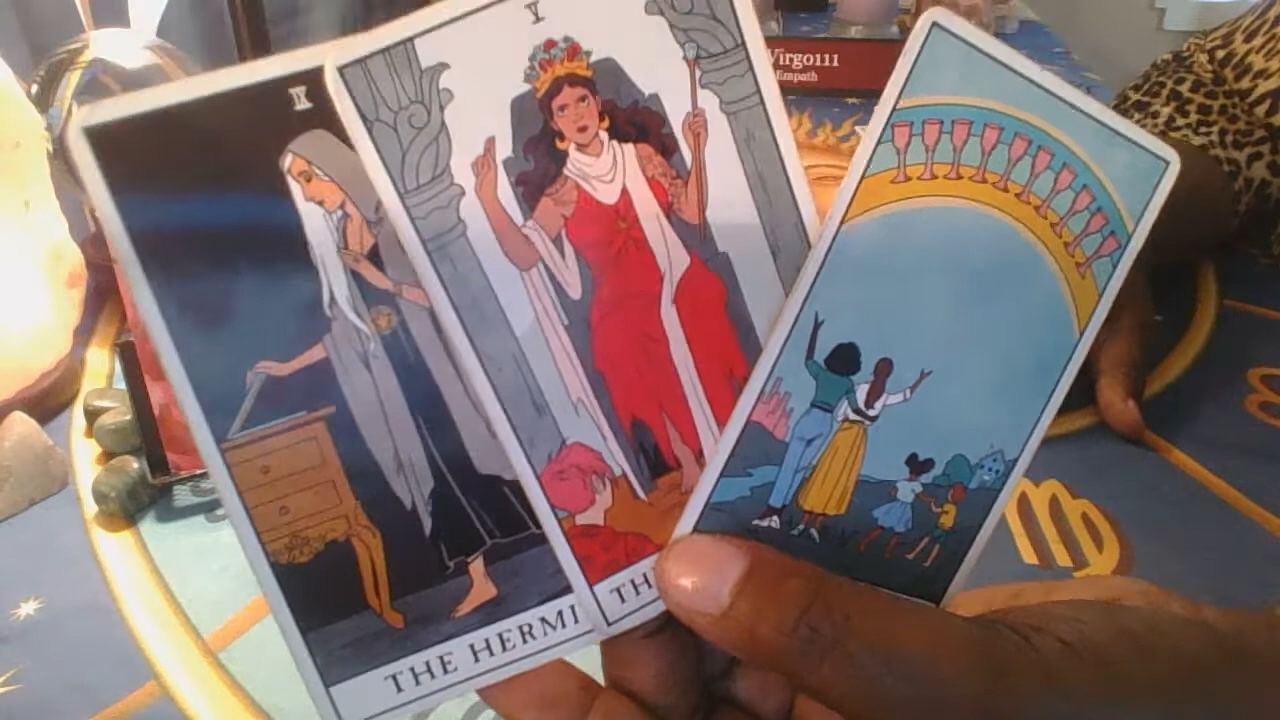 IX
THE HERMI
V
TH
Virgo111
Empath